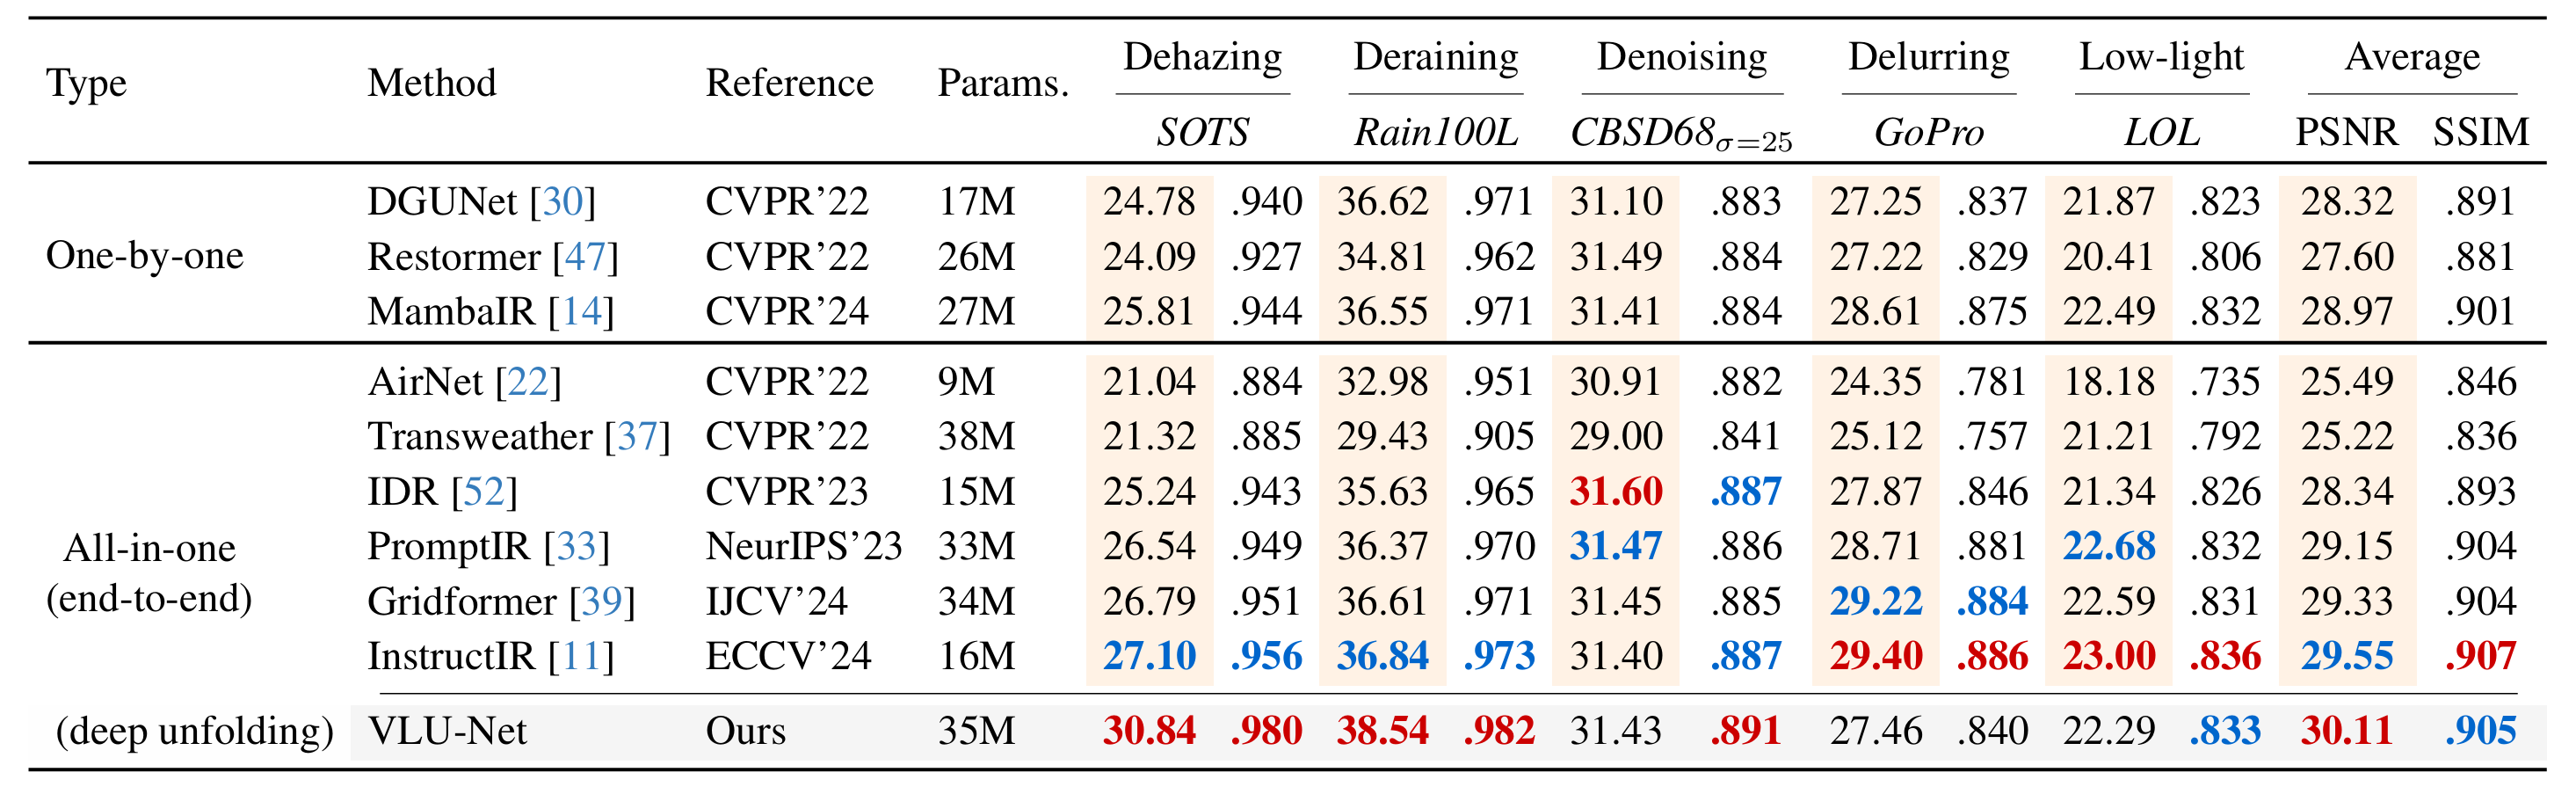 Type Method Reference Params. Dehazing Deraining Denoising Delurring Low-light Average
SOTS Rain100L CBSD68σ=25 GoPro LOL PSNR SSIM
One-by-one
DGUNet [30] CVPR’22 17M 24.78 .940 36.62 .971 31.10 .883 27.25 .837 21.87 .823 28.32 .891
Restormer [47] CVPR’22 26M 24.09 .927 34.81 .962 31.49 .884 27.22 .829 20.41 .806 27.60 .881
MambaIR [14] CVPR’24 27M 25.81 .944 36.55 .971 31.41 .884 28.61 .875 22.49 .832 28.97 .901
All-in-one
(end-to-end)
AirNet [22] CVPR’22 9M 21.04 .884 32.98 .951 30.91 .882 24.35 .781 18.18 .735 25.49 .846
Transweather [37] CVPR’22 38M 21.32 .885 29.43 .905 29.00 .841 25.12 .757 21.21 .792 25.22 .836
IDR [52] CVPR’23 15M 25.24 .943 35.63 .965 31.60 .887 27.87 .846 21.34 .826 28.34 .893
PromptIR [33] NeurIPS’23 33M 26.54 .949 36.37 .970 31.47 .886 28.71 .881 22.68 .832 29.15 .904
Gridformer [39] IJCV’24 34M 26.79 .951 36.61 .971 31.45 .885 29.22 .884 22.59 .831 29.33 .904
InstructIR [11] ECCV’24 16M 27.10 .956 36.84 .973 31.40 .887 29.40 .886 23.00 .836 29.55 .907
(deep unfolding) VLU-Net Ours 35M 30.84 .980 38.54 .982 31.43 .891 27.46 .840 22.29 .833 30.11 .905